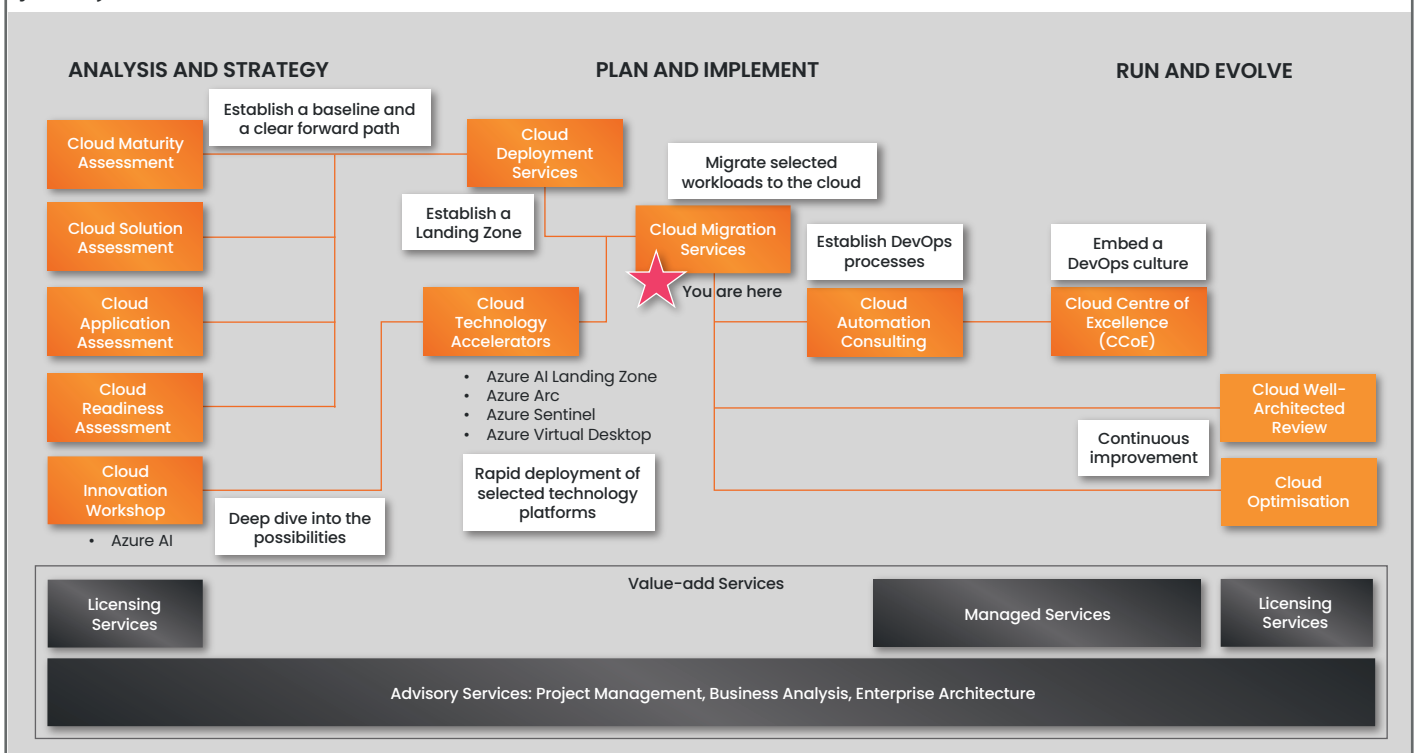 ANALYSIS AND STRATEGY
PLAN AND IMPLEMENT
RUN AND EVOLVE
Establish a baseline and
a clear forward path
Cloud Maturity
Assessment
Cloud Solution
Assessment
Cloud
Application
Assessment
Cloud
Readiness
Assessment
Cloud
Innovation
Workshop
• Azure AI
Deep dive into the
possibilities
Cloud
Deployment
Services
Establish a
Landing Zone
Cloud
Technology
Accelerators
• Azure AI Landing Zone
• Azure Arc
• Azure Sentinel
• Azure Virtual Desktop
Rapid deployment of
selected technology
platforms
Migrate selected
workloads to the cloud
Cloud Migration
Services
You are here
Establish DevOps
processes
Cloud
Automation
Consulting
Embed a
DevOps culture
Cloud Centre of
Excellence
(CCoE)
Cloud Well-
Architected
Review
Continuous
improvement
Cloud
Optimisation
Value-add Services
Licensing
Services
Managed Services
Licensing
Services
Advisory Services: Project Management, Business Analysis, Enterprise Architecture